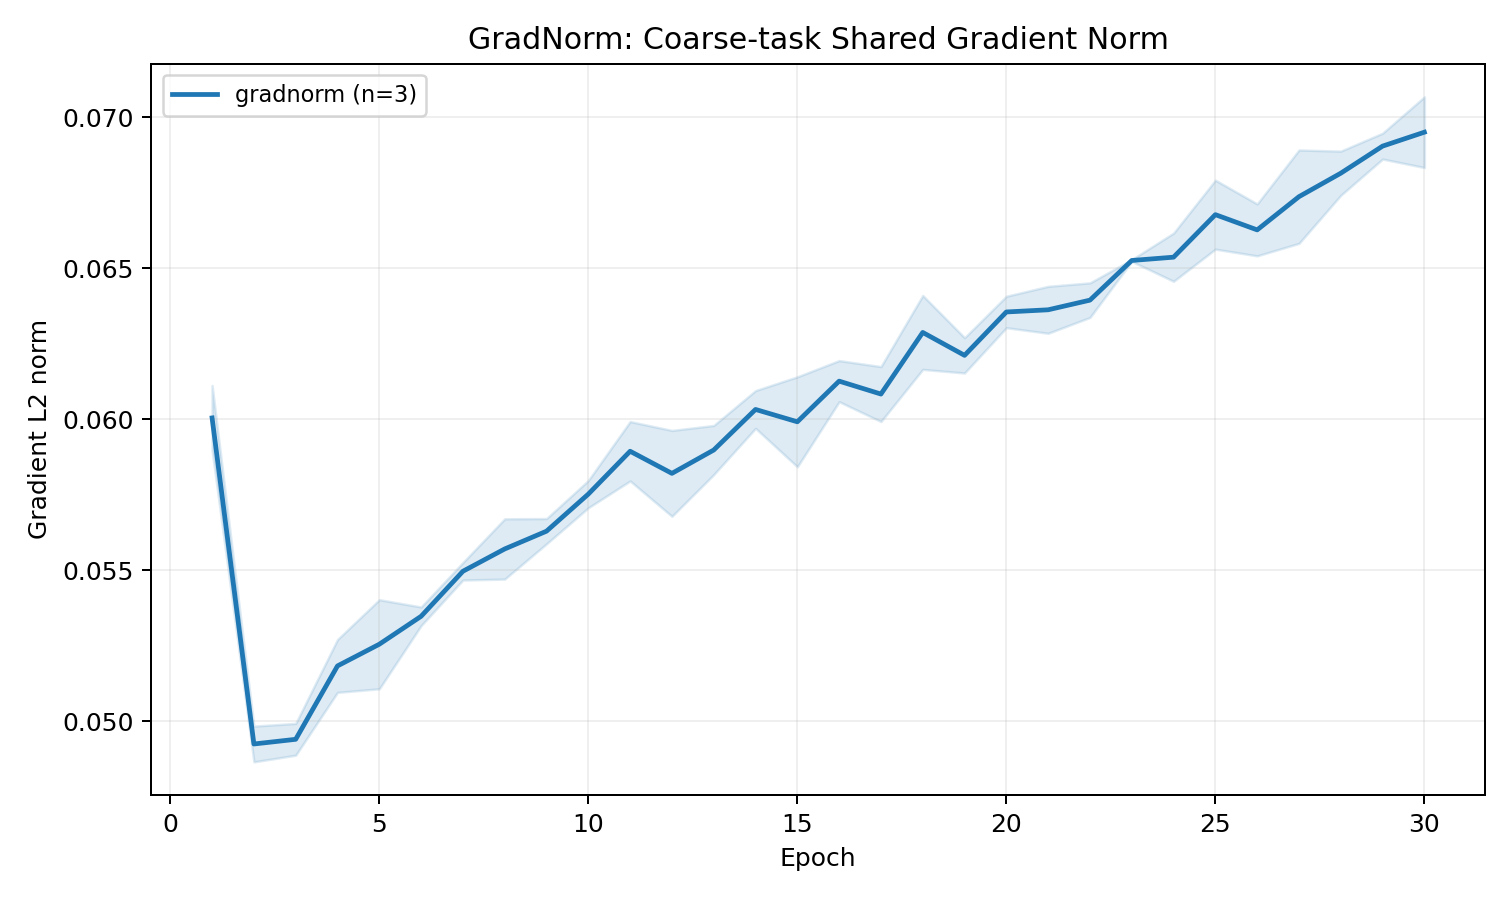 GradNorm: Coarse-task Shared Gradient Norm
gradnorm (n=3)
Gradient L2 norm
0.070
0.065
0.060
0.055
0.050
0 5 10 15 20 25 30
Epoch